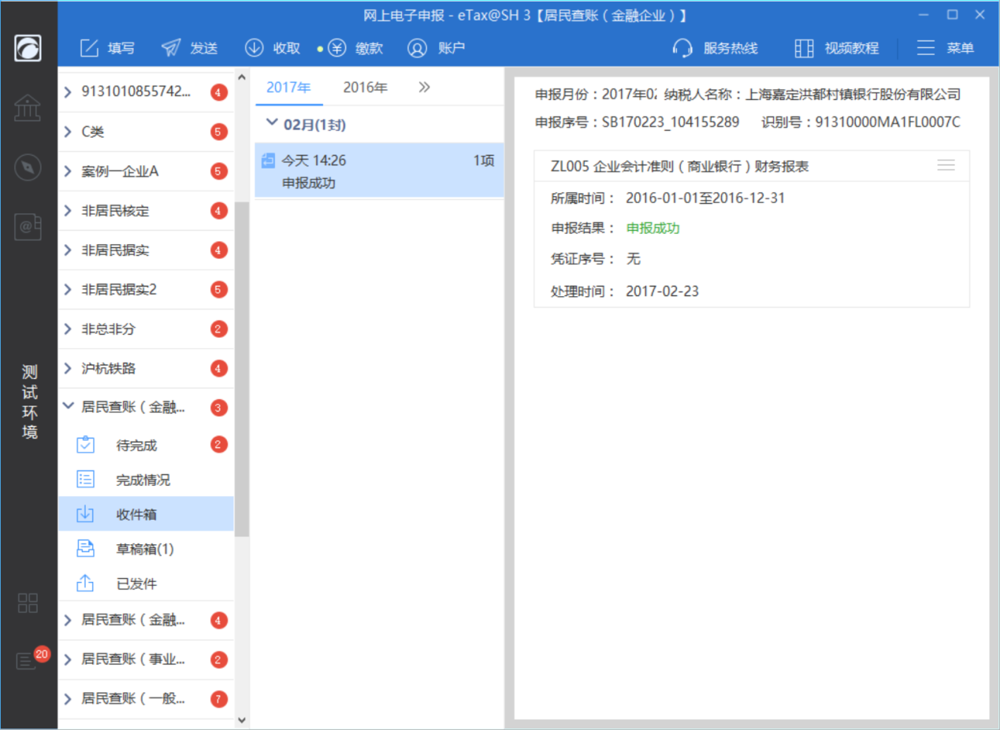 网上电子申报 - eTax@SH 3【居民查账（金融企业）】
填写 发送 收取 缴款 账户 服务热线 视频教程 菜单
测试环境
20
9131010855742... 4
C类 5
案例一企业A 5
非居民核定 4
非居民据实 4
非居民据实2 5
非总非分 2
沪杭铁路 4
居民查账（金融... 3
待完成 2
完成情况
收件箱
草稿箱(1)
已发件
居民查账（金融... 4
居民查账（事业... 2
居民查账（一般... 7
2017年 2016年
02月(1封)
今天 14:26 1项
申报成功
申报月份：2017年02 纳税人名称：上海嘉定洪都村镇银行股份有限公司
申报序号：SB170223_104155289 识别号：91310000MA1FL0007C
ZL005 企业会计准则（商业银行）财务报表
所属时间： 2016-01-01至2016-12-31
申报结果： 申报成功
凭证序号： 无
处理时间： 2017-02-23